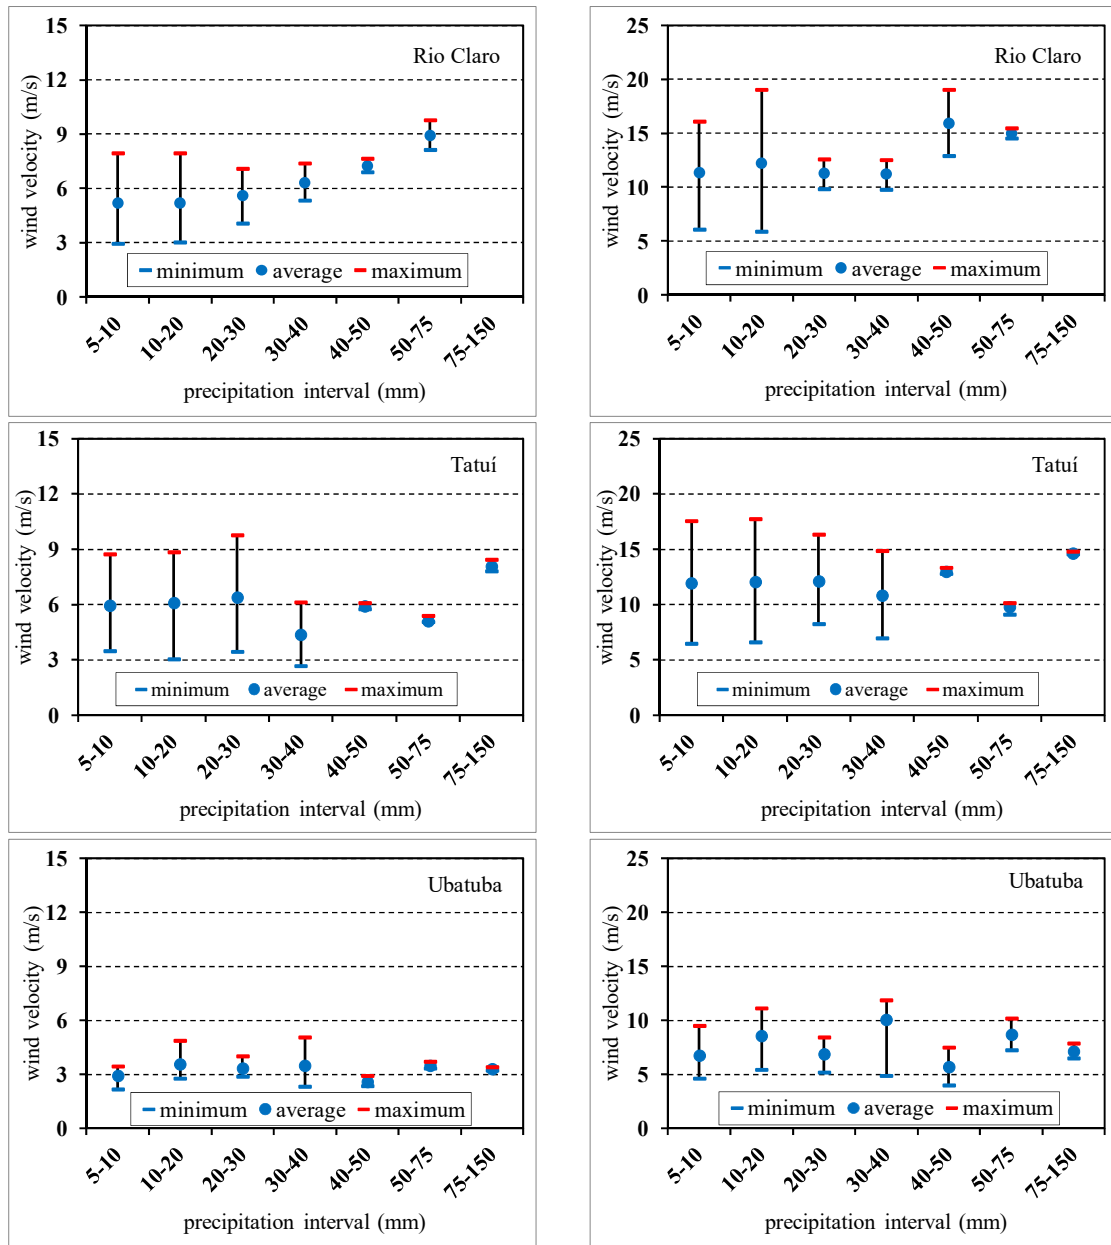 15
12
9
6
3
0
wind velocity (m/s)
Rio Claro
minimum average maximum
5-10 10-20 20-30 30-40 40-50 50-75 75-150
precipitation interval (mm)
25
20
15
10
5
0
wind velocity (m/s)
Rio Claro
minimum average maximum
5-10 10-20 20-30 30-40 40-50 50-75 75-150
precipitation interval (mm)
15
12
9
6
3
0
wind velocity (m/s)
Tatuí
minimum average maximum
5-10 10-20 20-30 30-40 40-50 50-75 75-150
precipitation interval (mm)
25
20
15
10
5
0
wind velocity (m/s)
Tatuí
minimum average maximum
5-10 10-20 20-30 30-40 40-50 50-75 75-150
precipitation interval (mm)
15
12
9
6
3
0
wind velocity (m/s)
Ubatuba
minimum average maximum
5-10 10-20 20-30 30-40 40-50 50-75 75-150
precipitation interval (mm)
25
20
15
10
5
0
wind velocity (m/s)
Ubatuba
minimum average maximum
5-10 10-20 20-30 30-40 40-50 50-75 75-150
precipitation interval (mm)